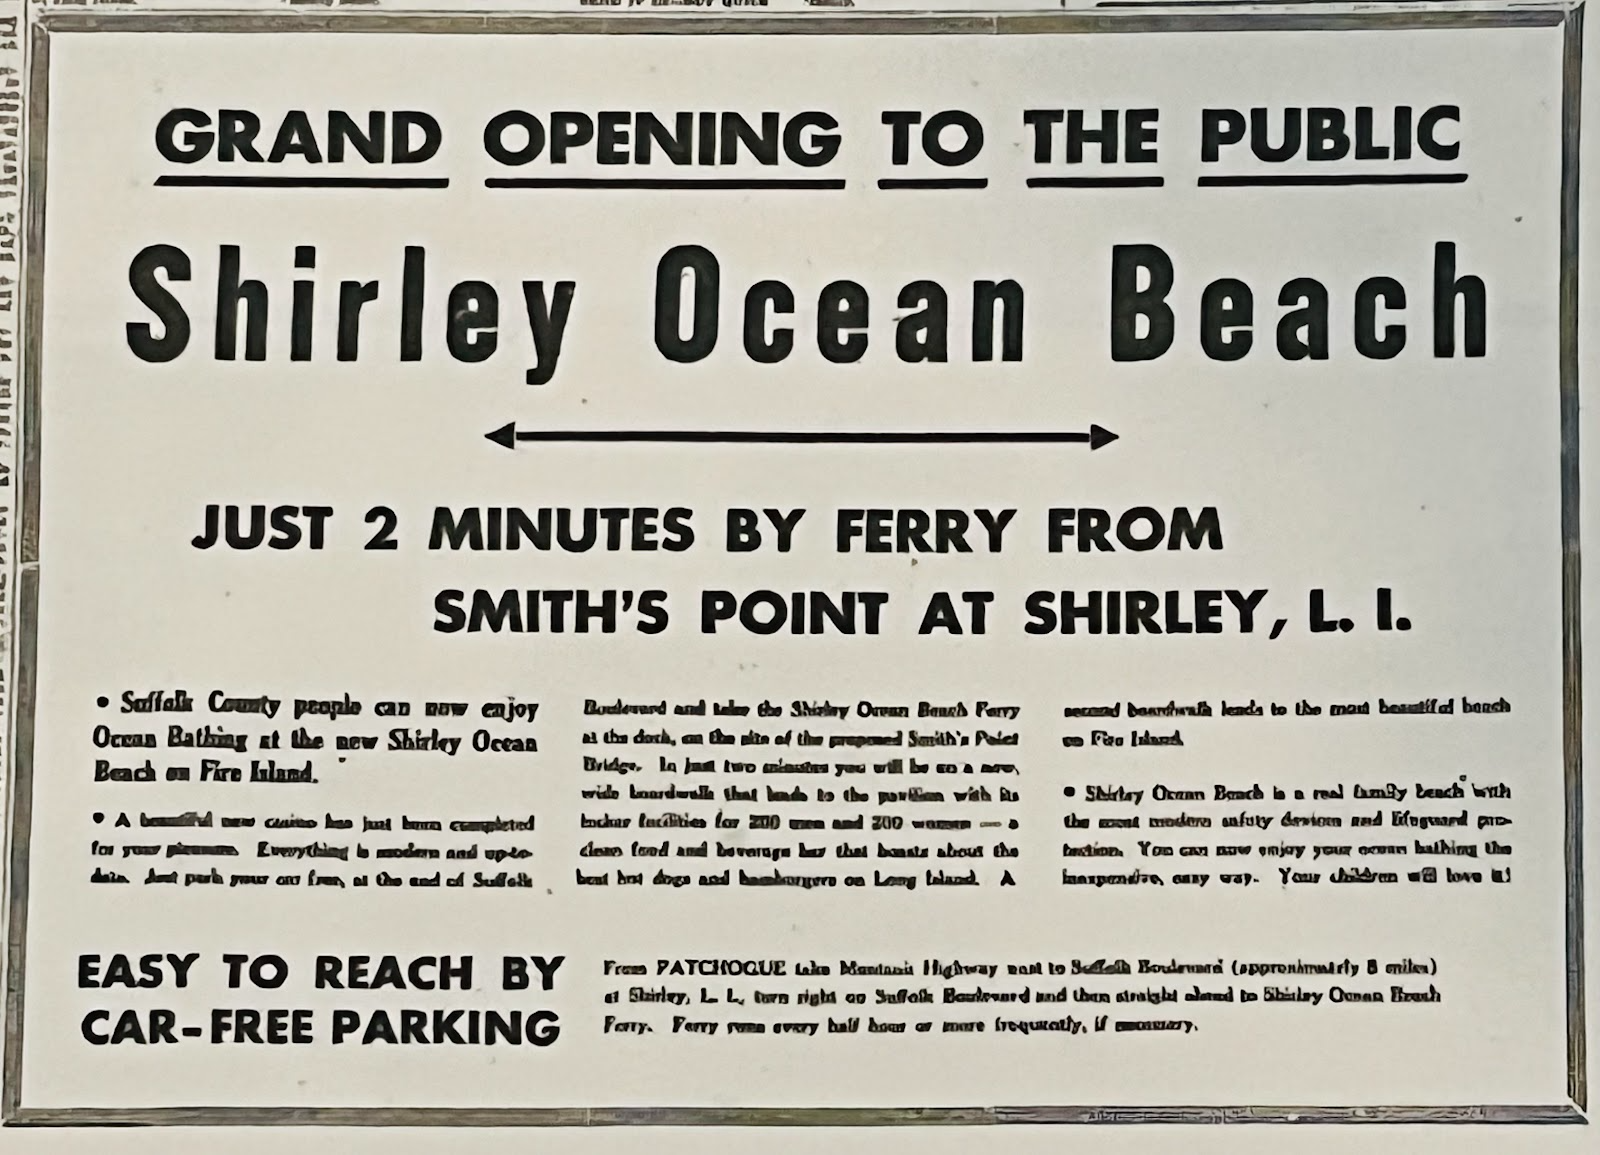 GRAND OPENING TO THE PUBLIC
Shirley Ocean Beach
JUST 2 MINUTES BY FERRY FROM
SMITH'S POINT AT SHIRLEY, L. I.
• Suffolk County people can now enjoy
Ocean Bathing at the new Shirley Ocean
Beach on Fire Island.
• A beautiful new casino has just been completed
for your pleasure. Everything is modern and up-to-
date. Just park your car free, at the end of Suffolk
Boulevard and take the Shirley Ocean Beach Ferry
at the dock, on the site of the proposed Smith's Point
Bridge. In just two minutes you will be on a new,
wide boardwalk that leads to the pavilion with its
locker facilities for 200 men and 200 women — a
clean food and beverage bar that boasts about the
best hot dogs and hamburgers on Long Island. A
second boardwalk leads to the most beautiful beach
on Fire Island.
• Shirley Ocean Beach is a real family beach with
the most modern safety devices and lifeguard pro-
tection. You can now enjoy your ocean bathing the
inexpensive, easy way. Your children will love it!
EASY TO REACH BY
CAR-FREE PARKING
From PATCHOGUE take Montauk Highway east to Suffolk Boulevard (approximately 8 miles)
at Shirley, L. I., turn right on Suffolk Boulevard and then straight ahead to Shirley Ocean Beach
Ferry. Ferry runs every half hour or more frequently, if necessary.